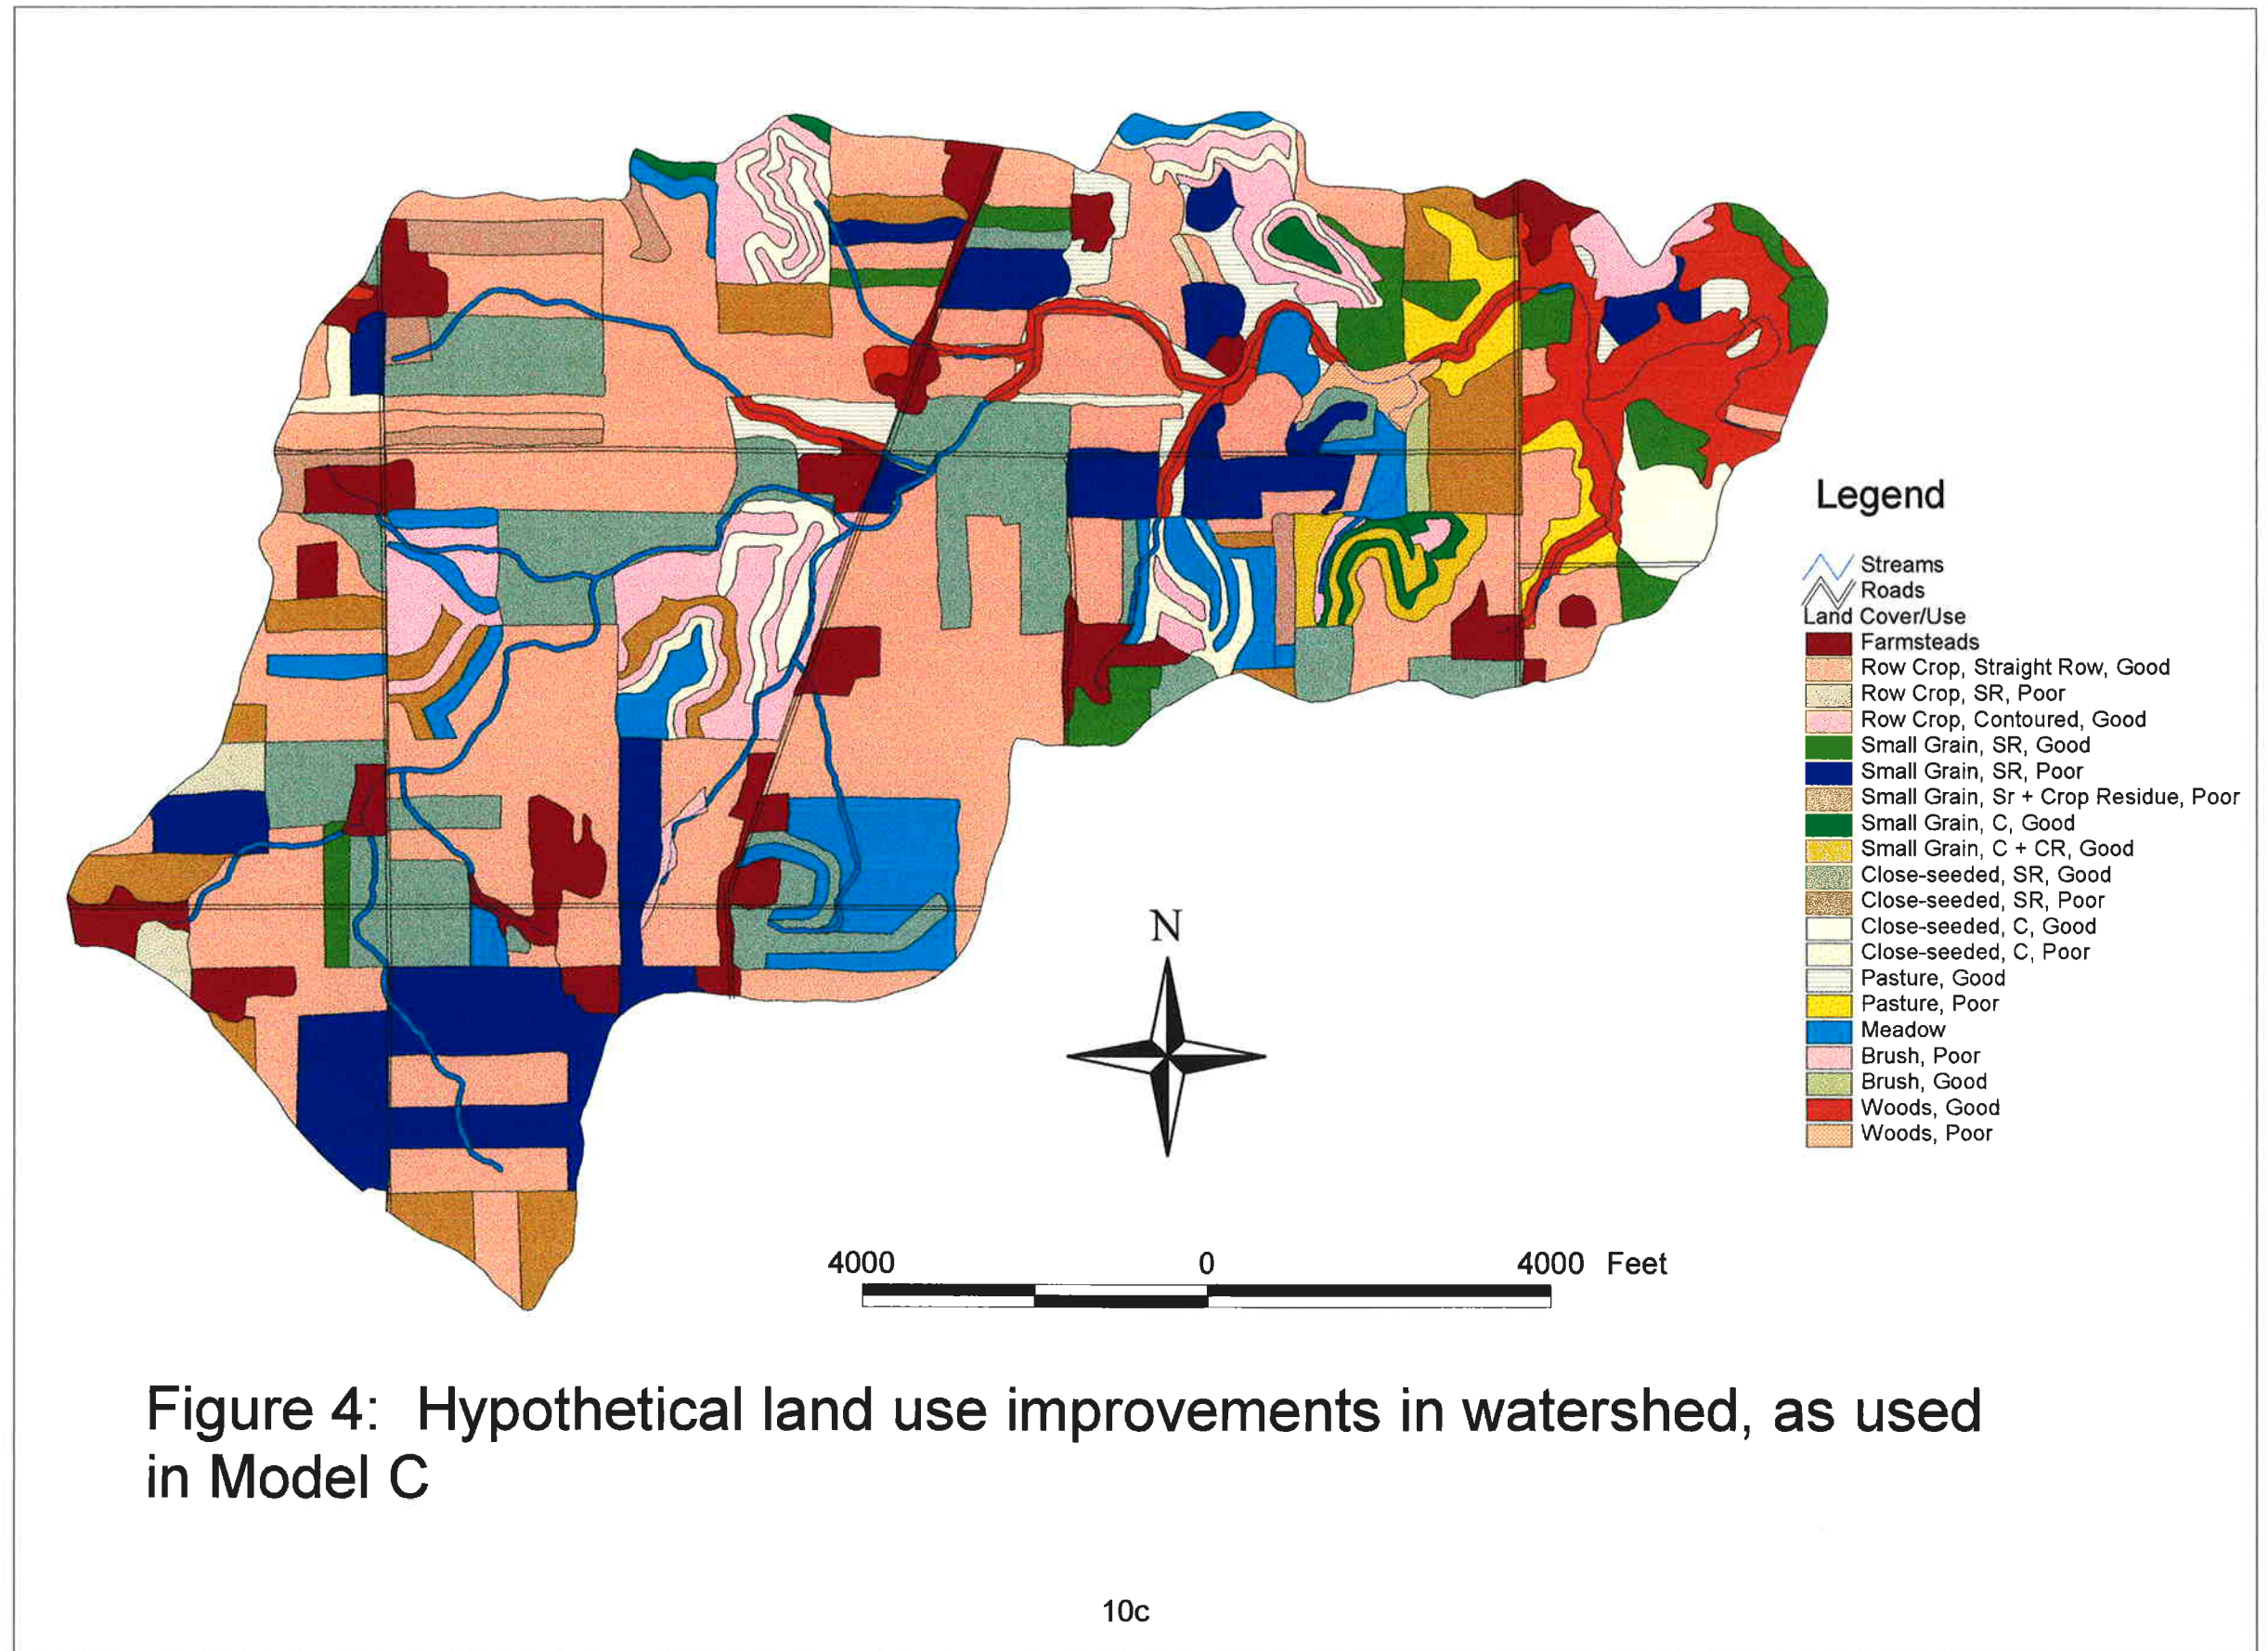 Legend
Streams
Roads
Land Cover/Use
Farmsteads
Row Crop, Straight Row, Good
Row Crop, SR, Poor
Row Crop, Contoured, Good
Small Grain, SR, Good
Small Grain, SR, Poor
Small Grain, Sr + Crop Residue, Poor
Small Grain, C, Good
Small Grain, C + CR, Good
Close-seeded, SR, Good
Close-seeded, SR, Poor
Close-seeded, C, Good
Close-seeded, C, Poor
Pasture, Good
Pasture, Poor
Meadow
Brush, Poor
Brush, Good
Woods, Good
Woods, Poor
N
4000 0 4000 Feet
Figure 4: Hypothetical land use improvements in watershed, as used
in Model C
10c